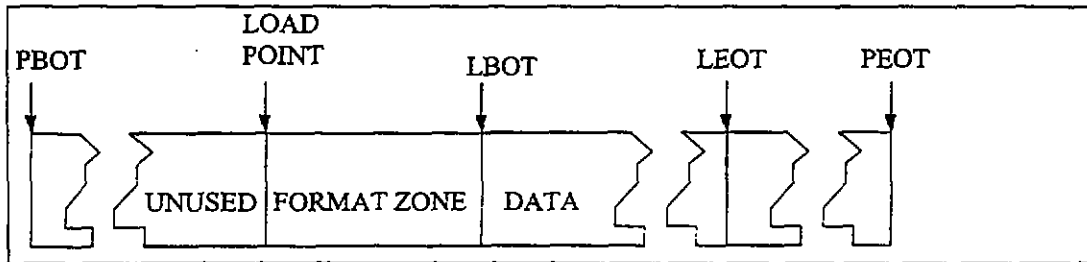 LOAD
POINT
PBOT
LBOT
LEOT
PEOT
UNUSED
FORMAT ZONE
DATA